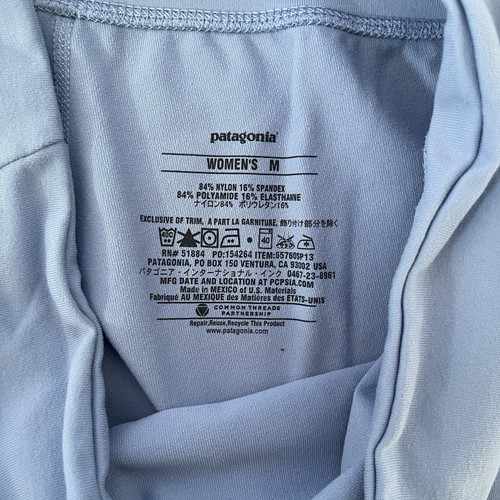 patagonia®
WOMEN'S M
84% NYLON 16% SPANDEX
84% POLYAMIDE 16% ELASTHANNE
ナイロン84% ポリウレタン16%
EXCLUSIVE OF TRIM, A PART LA GARNITURE, 飾り付け部分を除く
40
RN# 51884 PO:154264 ITEM:55760SP13
PATAGONIA, PO BOX 150 VENTURA, CA 93002 USA
パタゴニア・インターナショナル・インク 0467-23-8961
MFG DATE AND LOCATION AT PCPSIA.COM
Made in MEXICO of U.S. Materials
Fabriqué AU MEXIQUE des Matières des ÉTATS-UNIS
COMMON THREADS
PARTNERSHIP
Repair,Reuse,Recycle This Product
www.patagonia.com